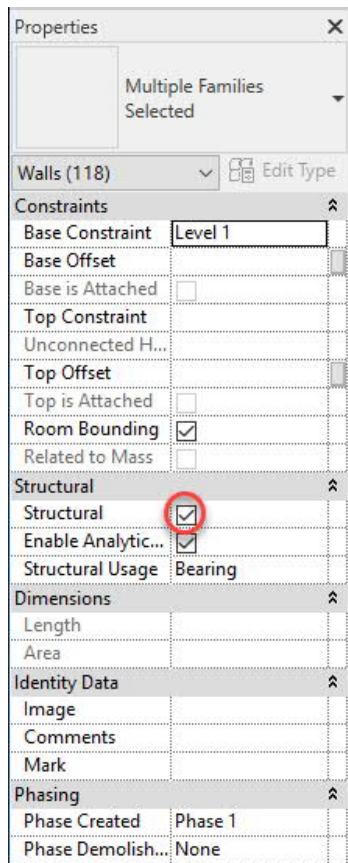 Properties
Multiple Families
Selected
Walls (118)
Edit Type
Constraints
Base Constraint Level 1
Base Offset
Base is Attached
Top Constraint
Unconnected H...
Top Offset
Top is Attached
Room Bounding
Related to Mass
Structural
Structural
Enable Analytic...
Structural Usage Bearing
Dimensions
Length
Area
Identity Data
Image
Comments
Mark
Phasing
Phase Created Phase 1
Phase Demolish... None